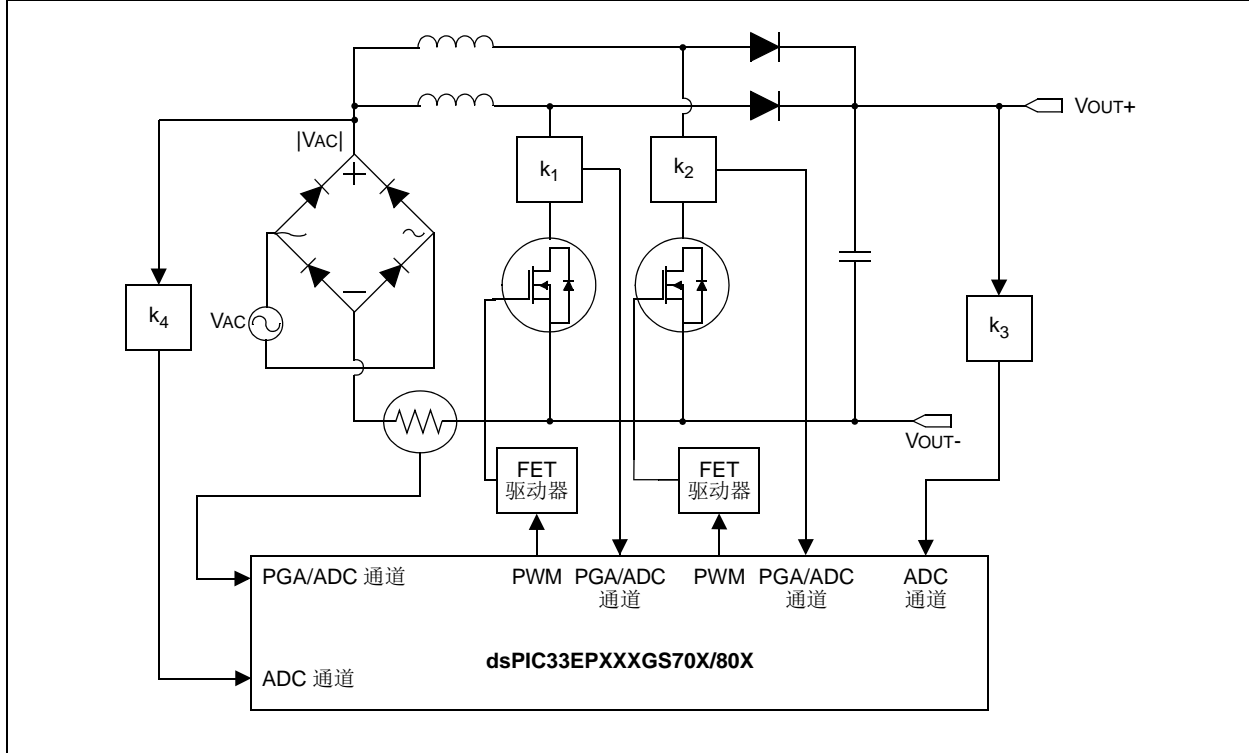 VOUT+
|VAC|
k1
k2
k4
VAC
k3
VOUT-
FET
驱动器
FET
驱动器
PGA/ADC 通道
PWM
PGA/ADC
通道
PWM
PGA/ADC
通道
ADC
通道
dsPIC33EPXXXGS70X/80X
ADC 通道